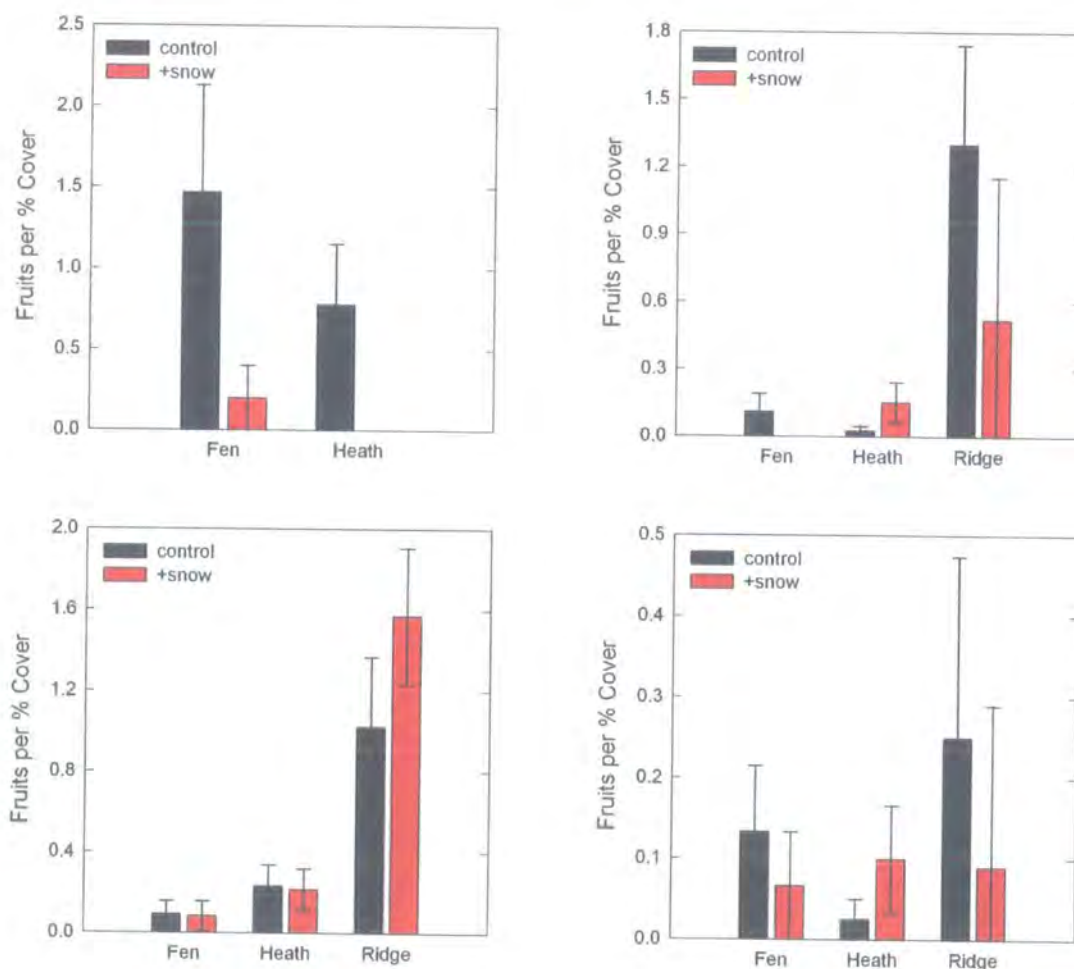 2.5
control
+snow
2.0
1.5
1.0
0.5
0.0
Fruits per % Cover
Fen
Heath
1.8
control
+snow
1.5
1.2
0.9
0.6
0.3
0.0
Fruits per % Cover
Fen
Heath
Ridge
2.0
control
+snow
1.6
1.2
0.8
0.4
0.0
Fruits per % Cover
Fen
Heath
Ridge
0.5
control
+snow
0.4
0.3
0.2
0.1
0.0
Fruits per % Cover
Fen
Heath
Ridge